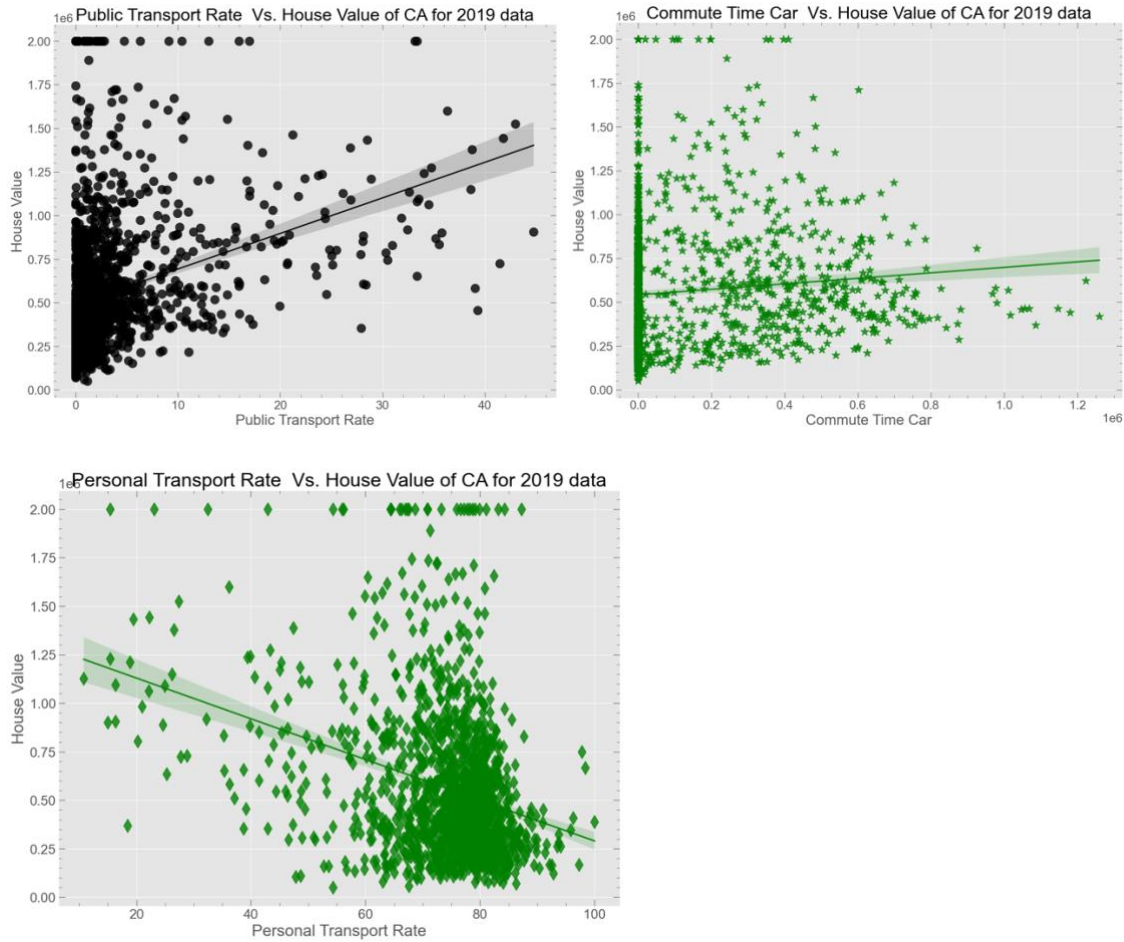 Public Transport Rate Vs. House Value of CA for 2019 data
1e6
2.00
1.75
1.50
1.25
1.00
0.75
0.50
0.25
0.00
House Value
0 10 20 30 40
Public Transport Rate
Commute Time Car Vs. House Value of CA for 2019 data
1e6
2.00
1.75
1.50
1.25
1.00
0.75
0.50
0.25
0.00
House Value
0.0 0.2 0.4 0.6 0.8 1.0 1.2
1e6
Commute Time Car
Personal Transport Rate Vs. House Value of CA for 2019 data
1e6
2.00
1.75
1.50
1.25
1.00
0.75
0.50
0.25
0.00
House Value
20 40 60 80 100
Personal Transport Rate